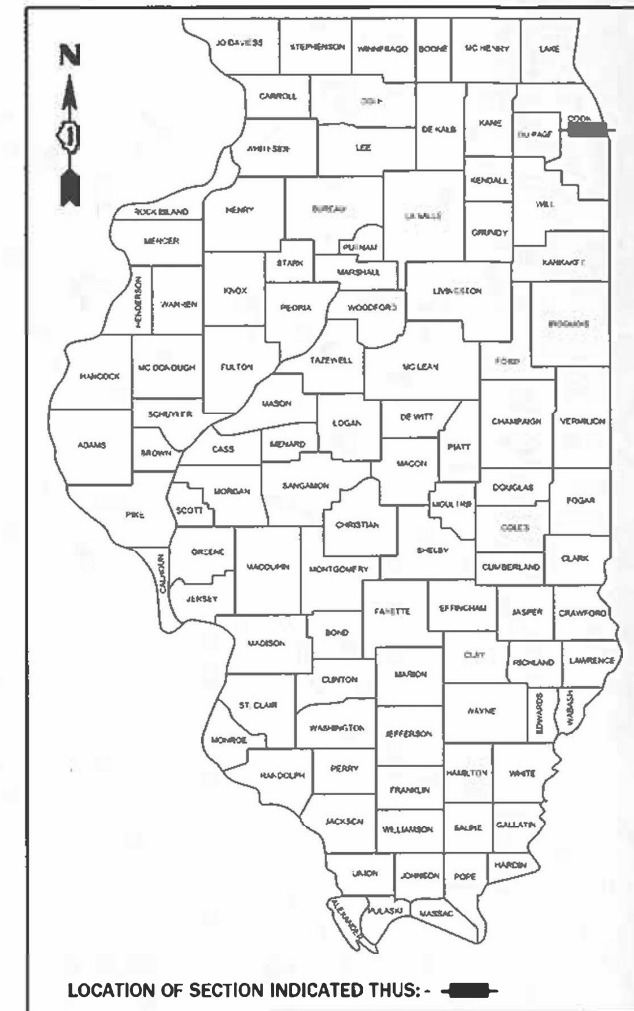 N
JO DAVIESS STEPHENSON WINNEBAGO BOONE MC HENRY LAKE
CARROLL OGLE DE KALB KANE DU PAGE COOK
WHITESIDE LEE KENDALL WILL
ROCK ISLAND HENRY BUREAU LA SALLE GRUNDY
MERCER STARK PUTNAM KANKAKEE
HENDERSON WARREN KNOX PEORIA MARSHALL WOODFORD LIVINGSTON IROQUOIS
HANCOCK MC DONOUGH FULTON TAZEWELL MC LEAN FORD
SCHUYLER MASON LOGAN DE WITT CHAMPAIGN VERMILION
ADAMS BROWN CASS MENARD MACON PIATT
PIKE SCOTT MORGAN SANGAMON CHRISTIAN MOULTRIE DOUGLAS EDGAR
COLES
CALHOUN GREENE MACOUPIN MONTGOMERY SHELBY CUMBERLAND CLARK
JERSEY BOND FAYETTE EFFINGHAM JASPER CRAWFORD
MADISON CLINTON MARION CLAY RICHLAND LAWRENCE
ST. CLAIR WASHINGTON JEFFERSON WAYNE EDWARDS WABASH
MONROE RANDOLPH PERRY FRANKLIN HAMILTON WHITE
JACKSON WILLIAMSON SALINE GALLATIN
UNION JOHNSON POPE HARDIN
ALEXANDER PULASKI MASSAC
LOCATION OF SECTION INDICATED THUS: -